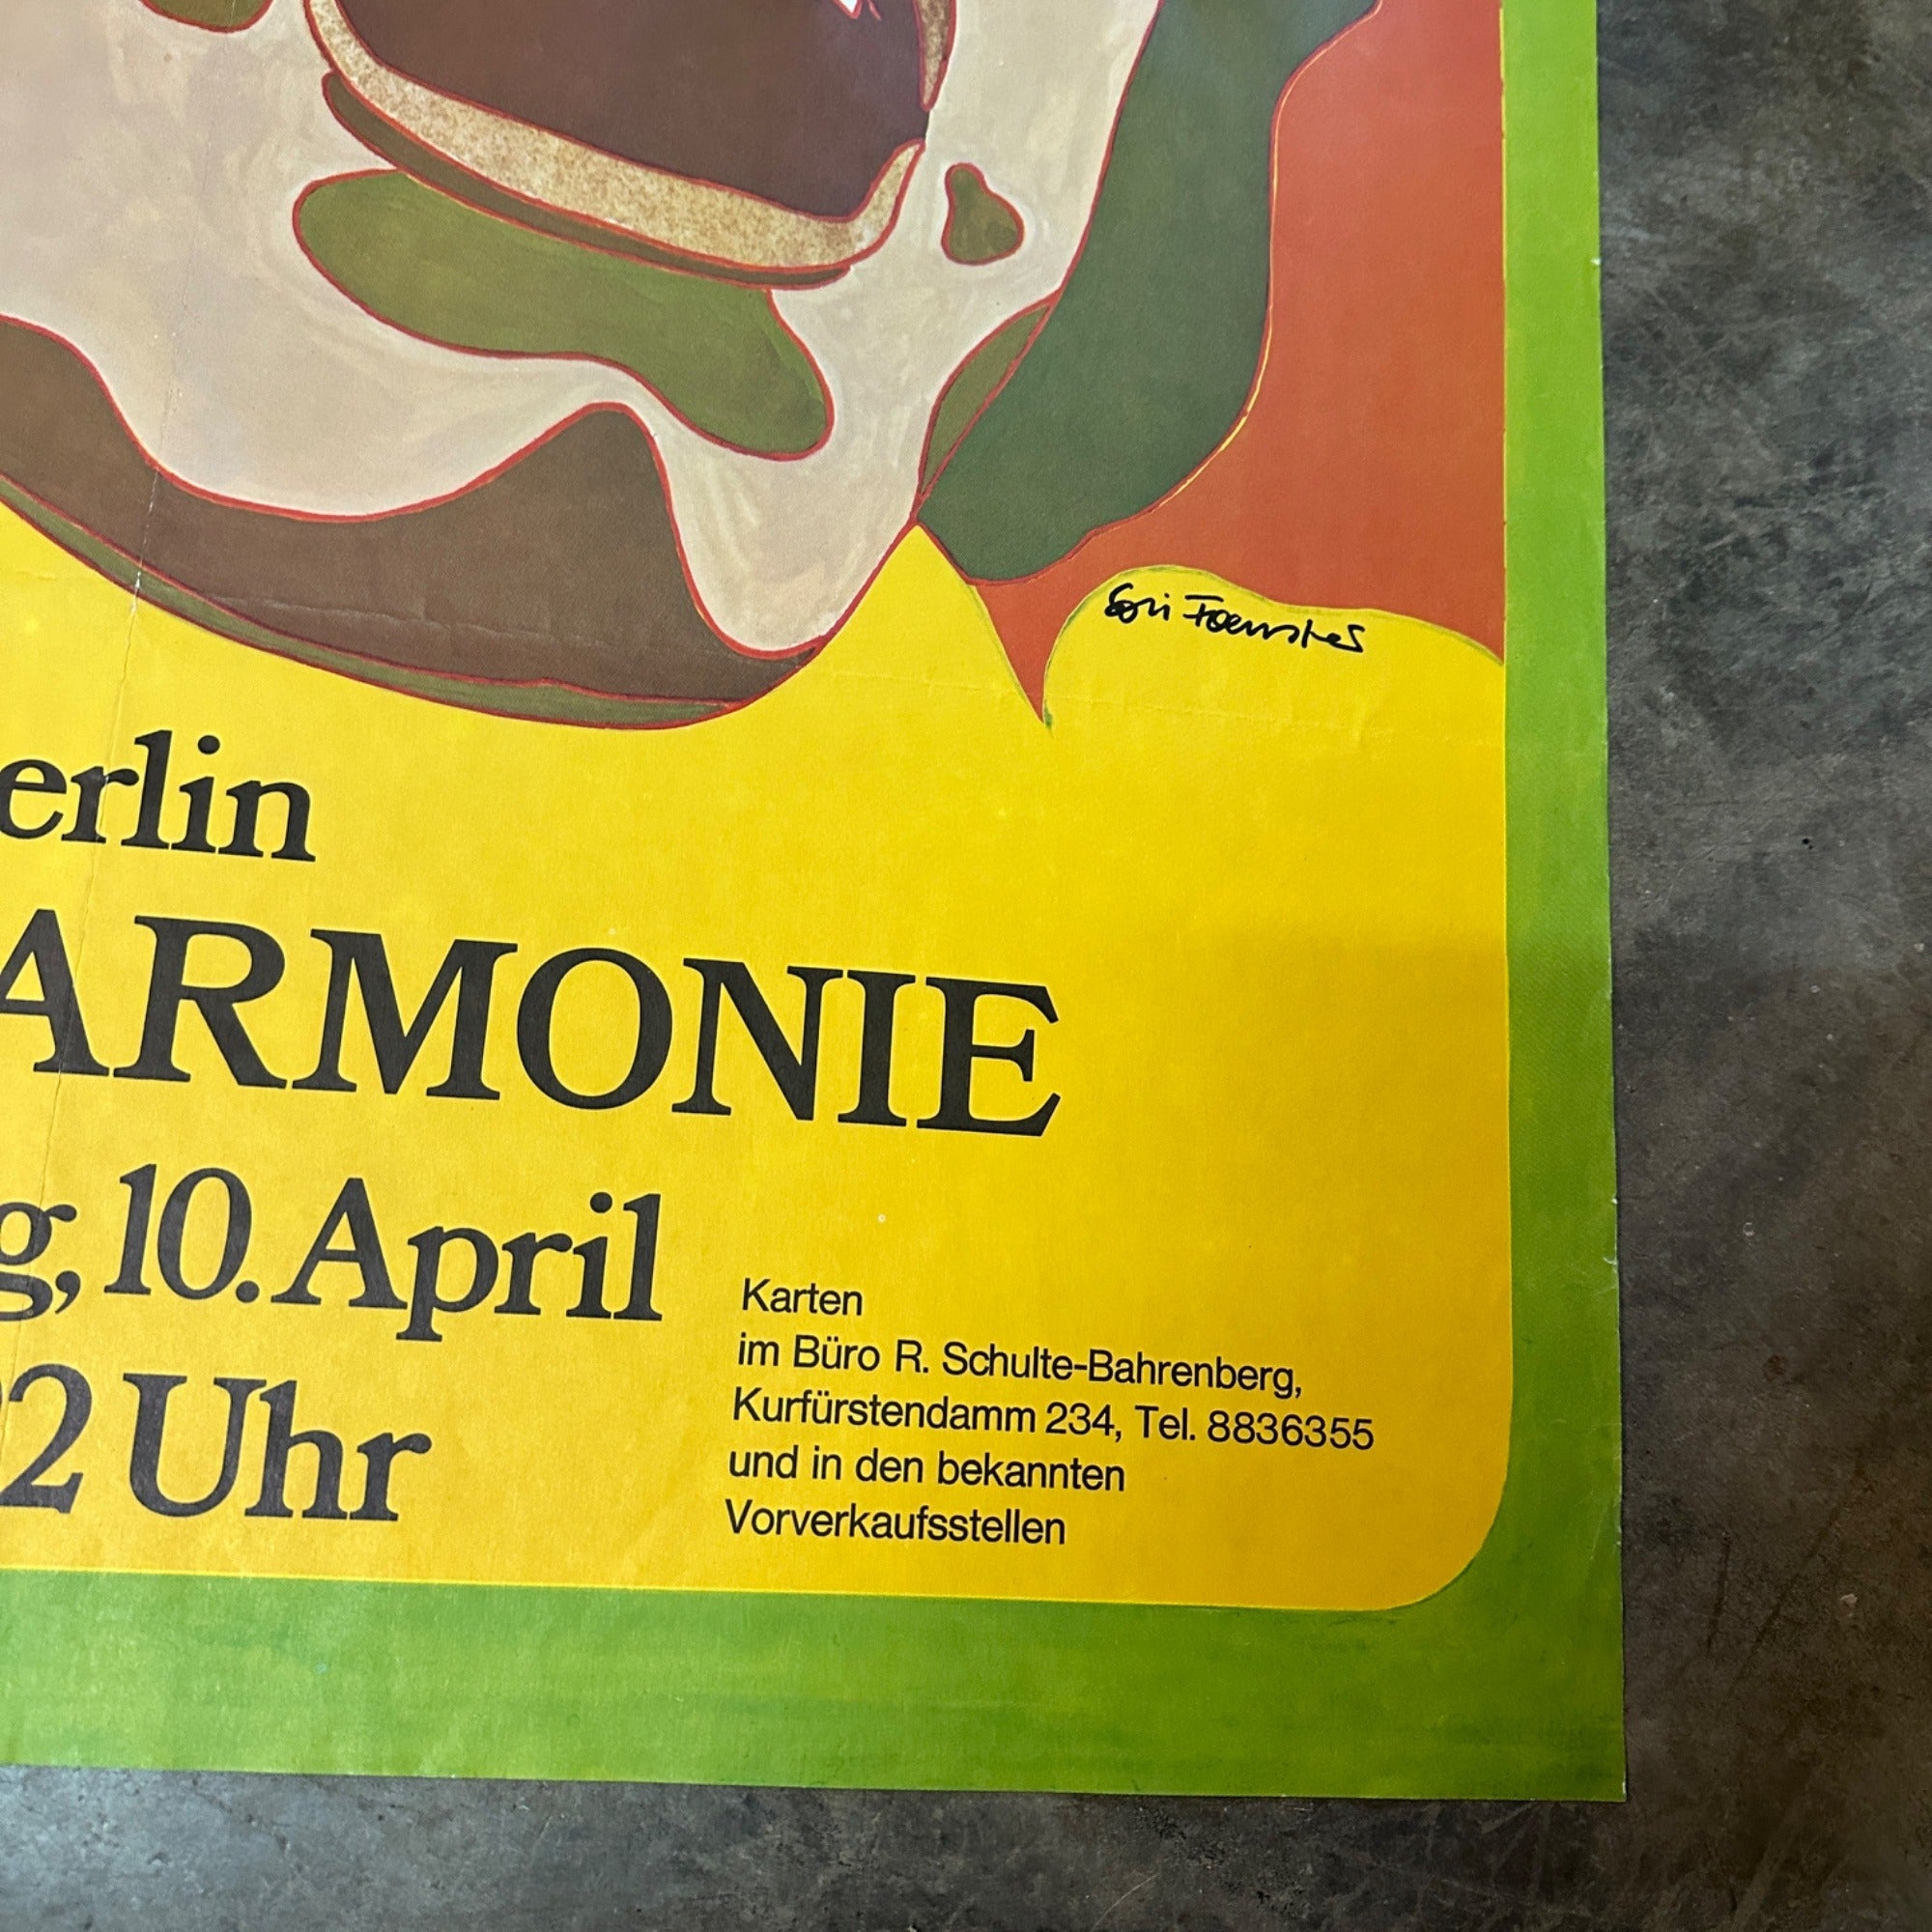 erlin
ARMONIE
g, 10. April
22 Uhr
Karten
im Büro R. Schulte-Bahrenberg,
Kurfürstendamm 234, Tel. 8836355
und in den bekannten
Vorverkaufsstellen